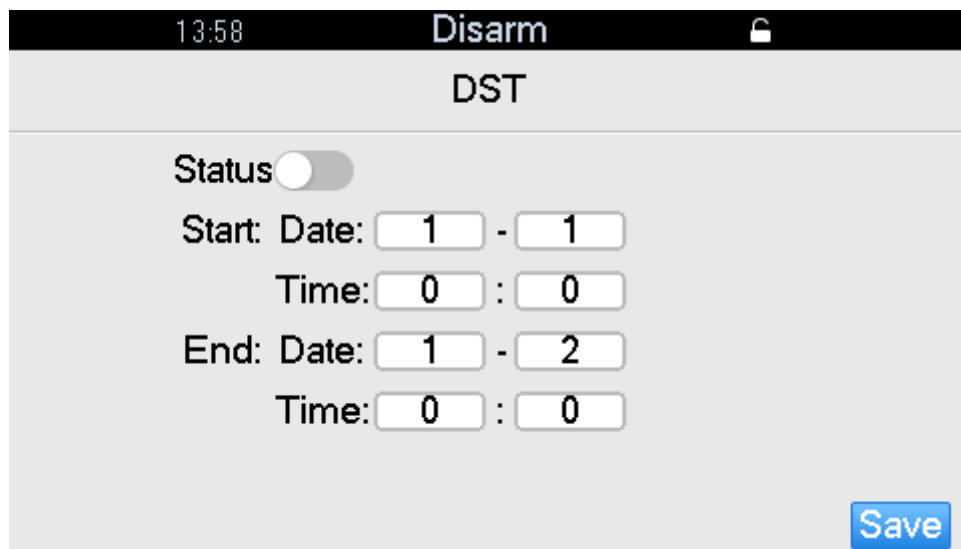 13:58 Disarm
DST
Status
Start: Date: 1 - 1
Time: 0 : 0
End: Date: 1 - 2
Time: 0 : 0
Save